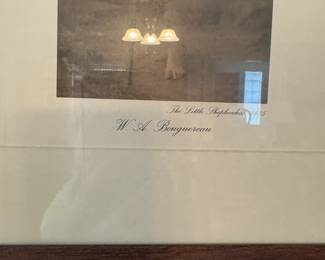 The Little Shepherdess
W. A. Bouguereau